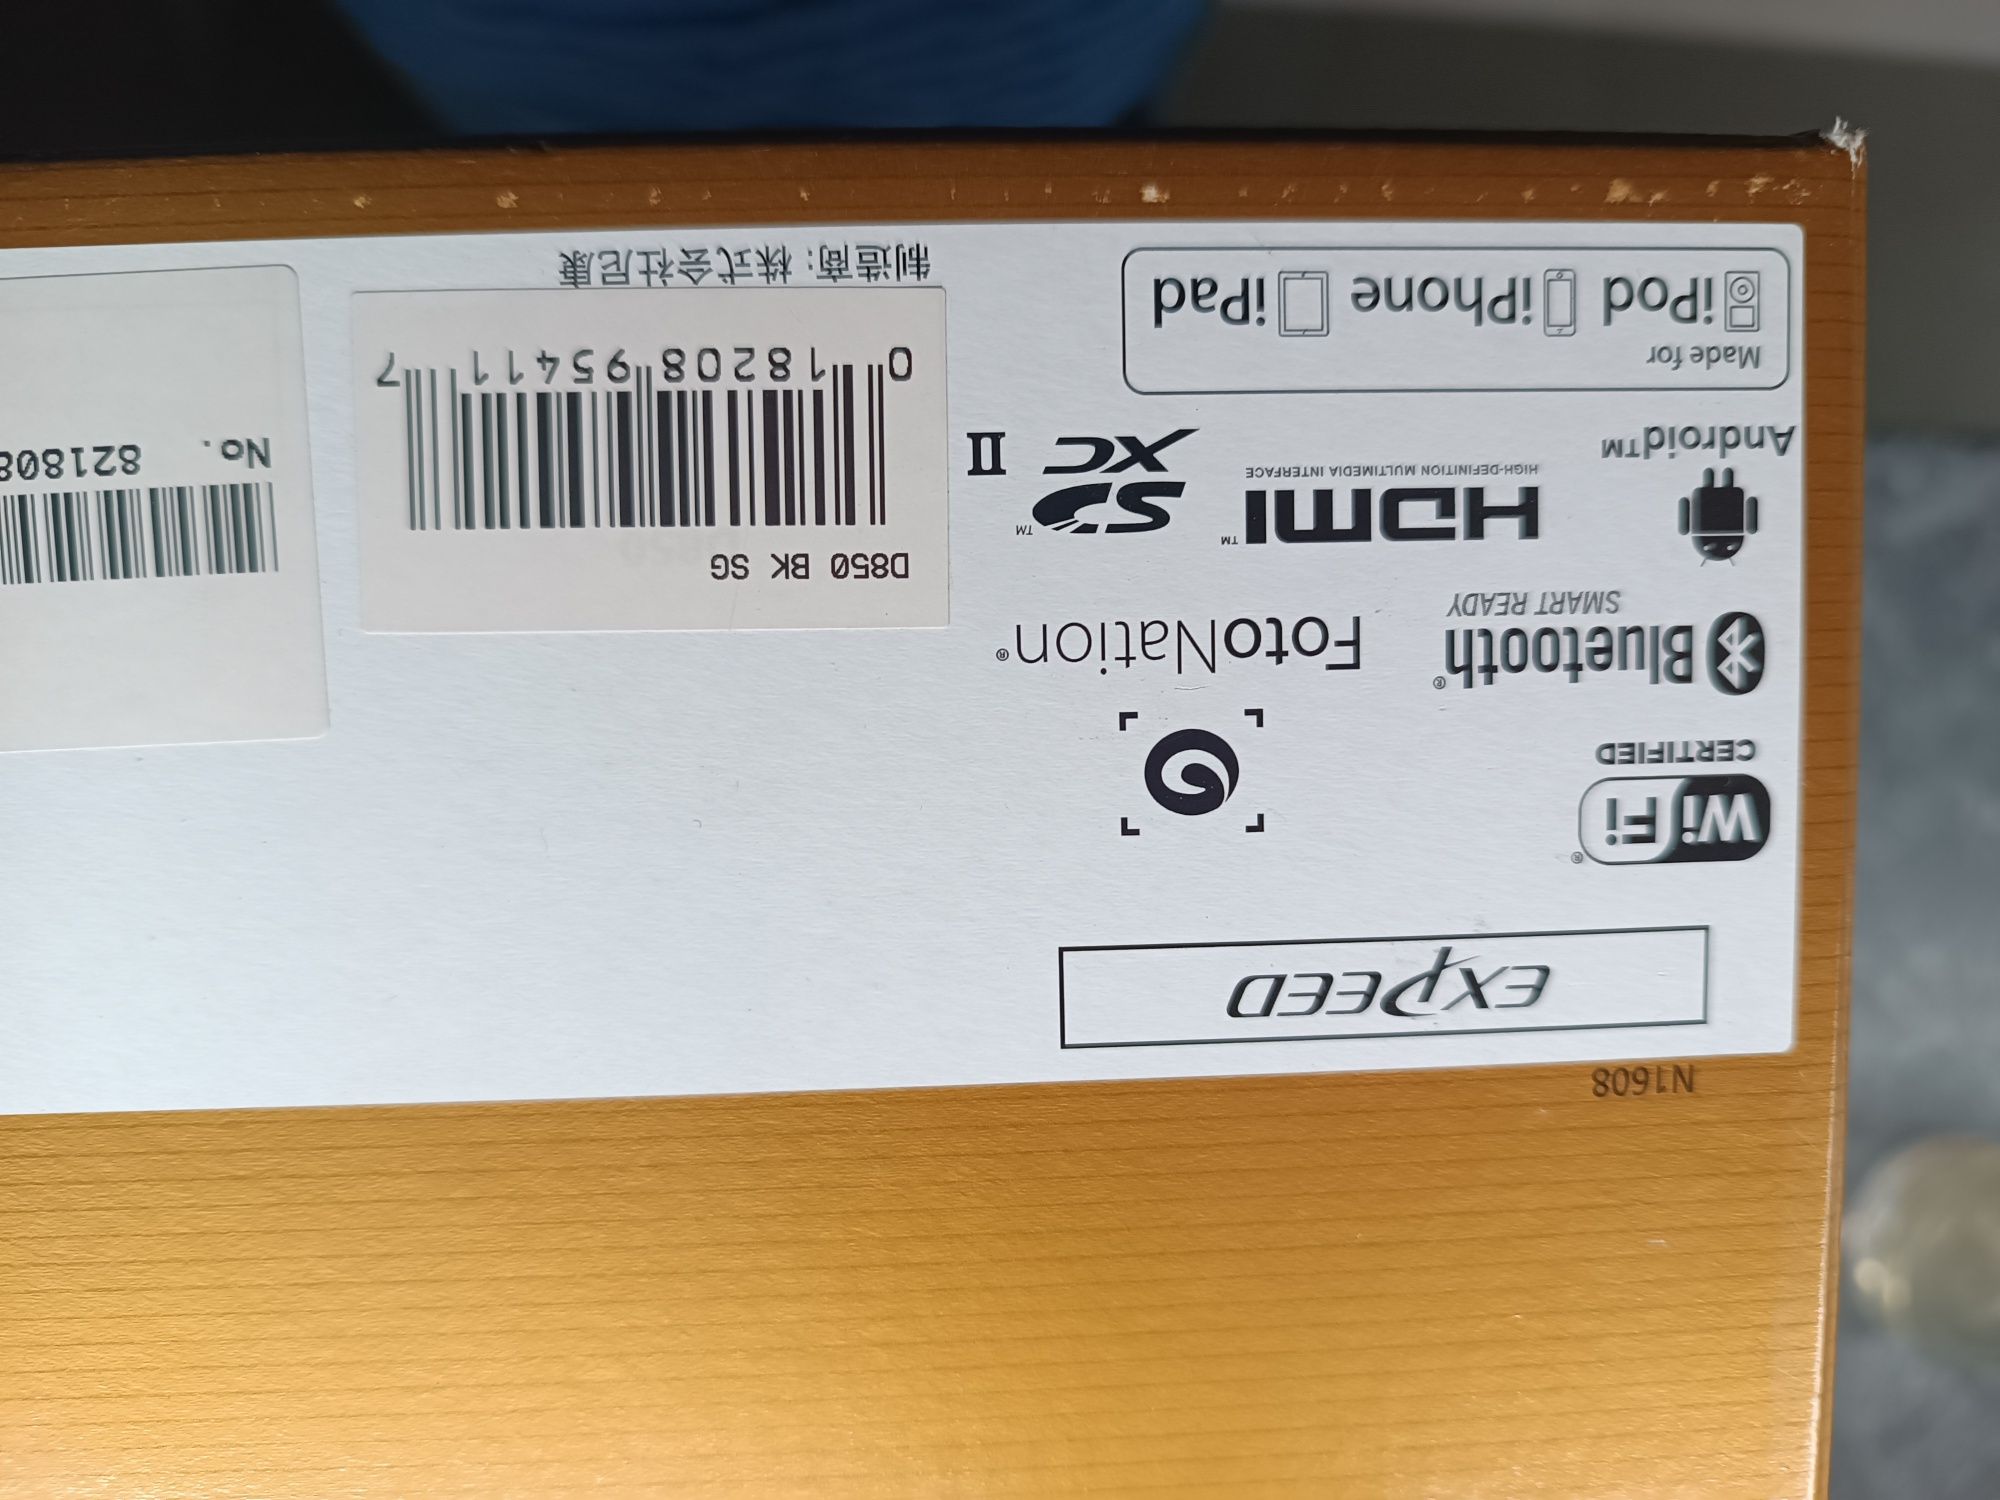 N1608
EXPEED
Wi Fi®
CERTIFIED
Bluetooth®
SMART READY
FotoNation®
Android™
HDMI™
HIGH-DEFINITION MULTIMEDIA INTERFACE
SD™
XC II
Made for
iPod iPhone iPad
D850 BK SG
0 18208 95411 7
制造商: 株式会社尼康
No. 821808